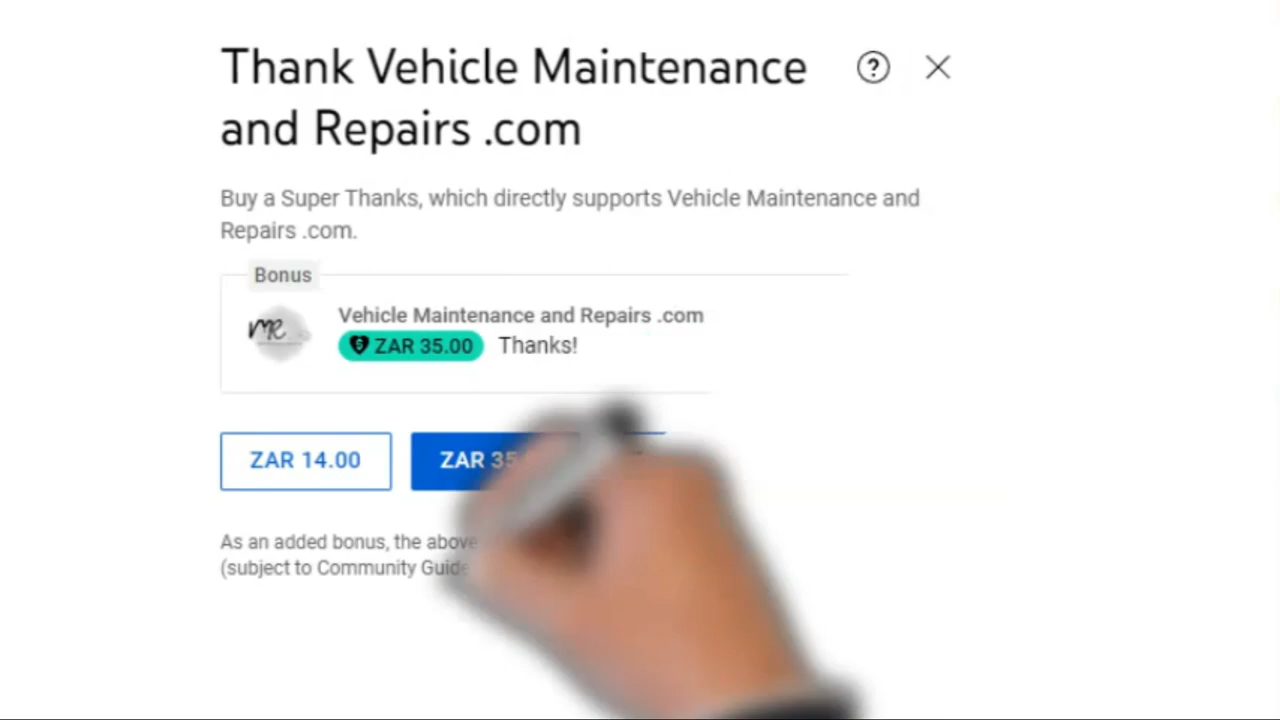 Thank Vehicle Maintenance
and Repairs .com
Buy a Super Thanks, which directly supports Vehicle Maintenance and
Repairs .com.
Bonus
me
Vehicle Maintenance and Repairs .com
ZAR 35.00 Thanks!
ZAR 14.00 ZAR 35
As an added bonus, the above
(subject to Community